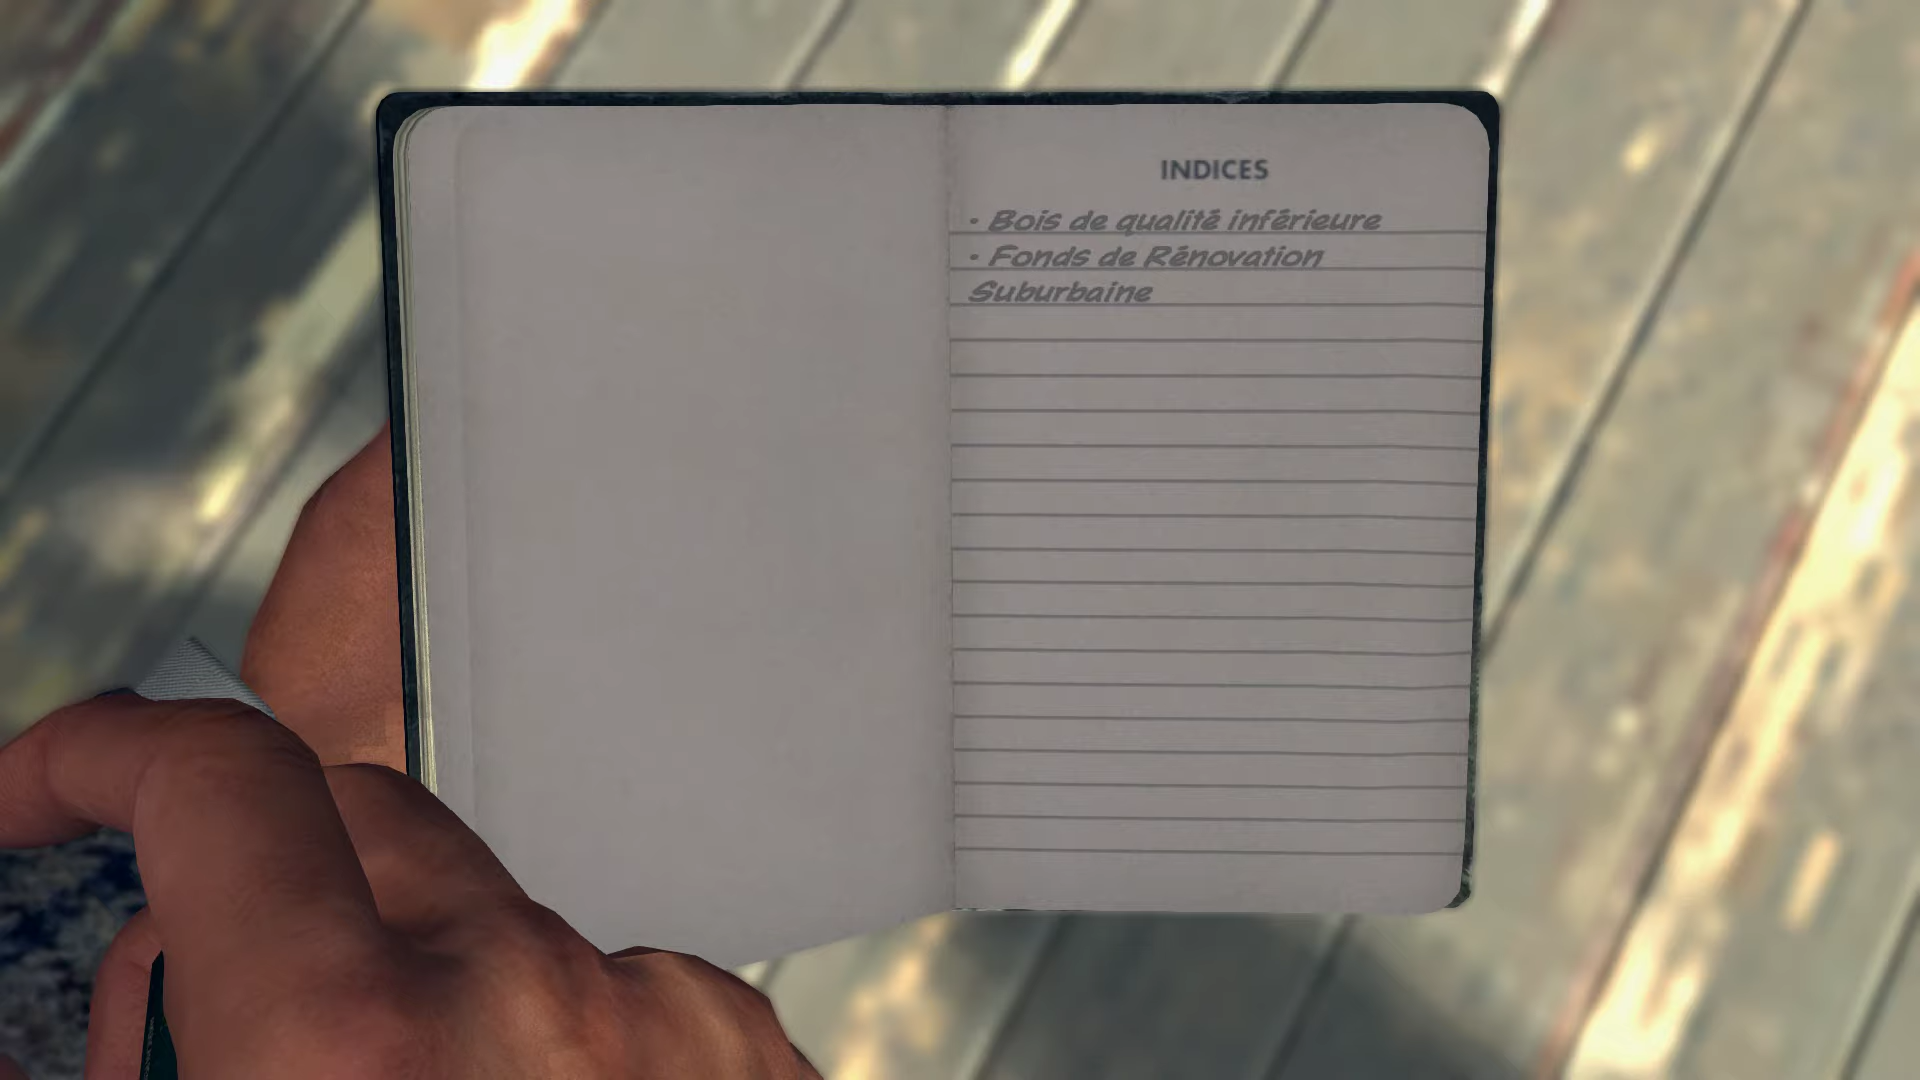 INDICES
• Bois de qualité inférieure
• Fonds de Rénovation
Suburbaine